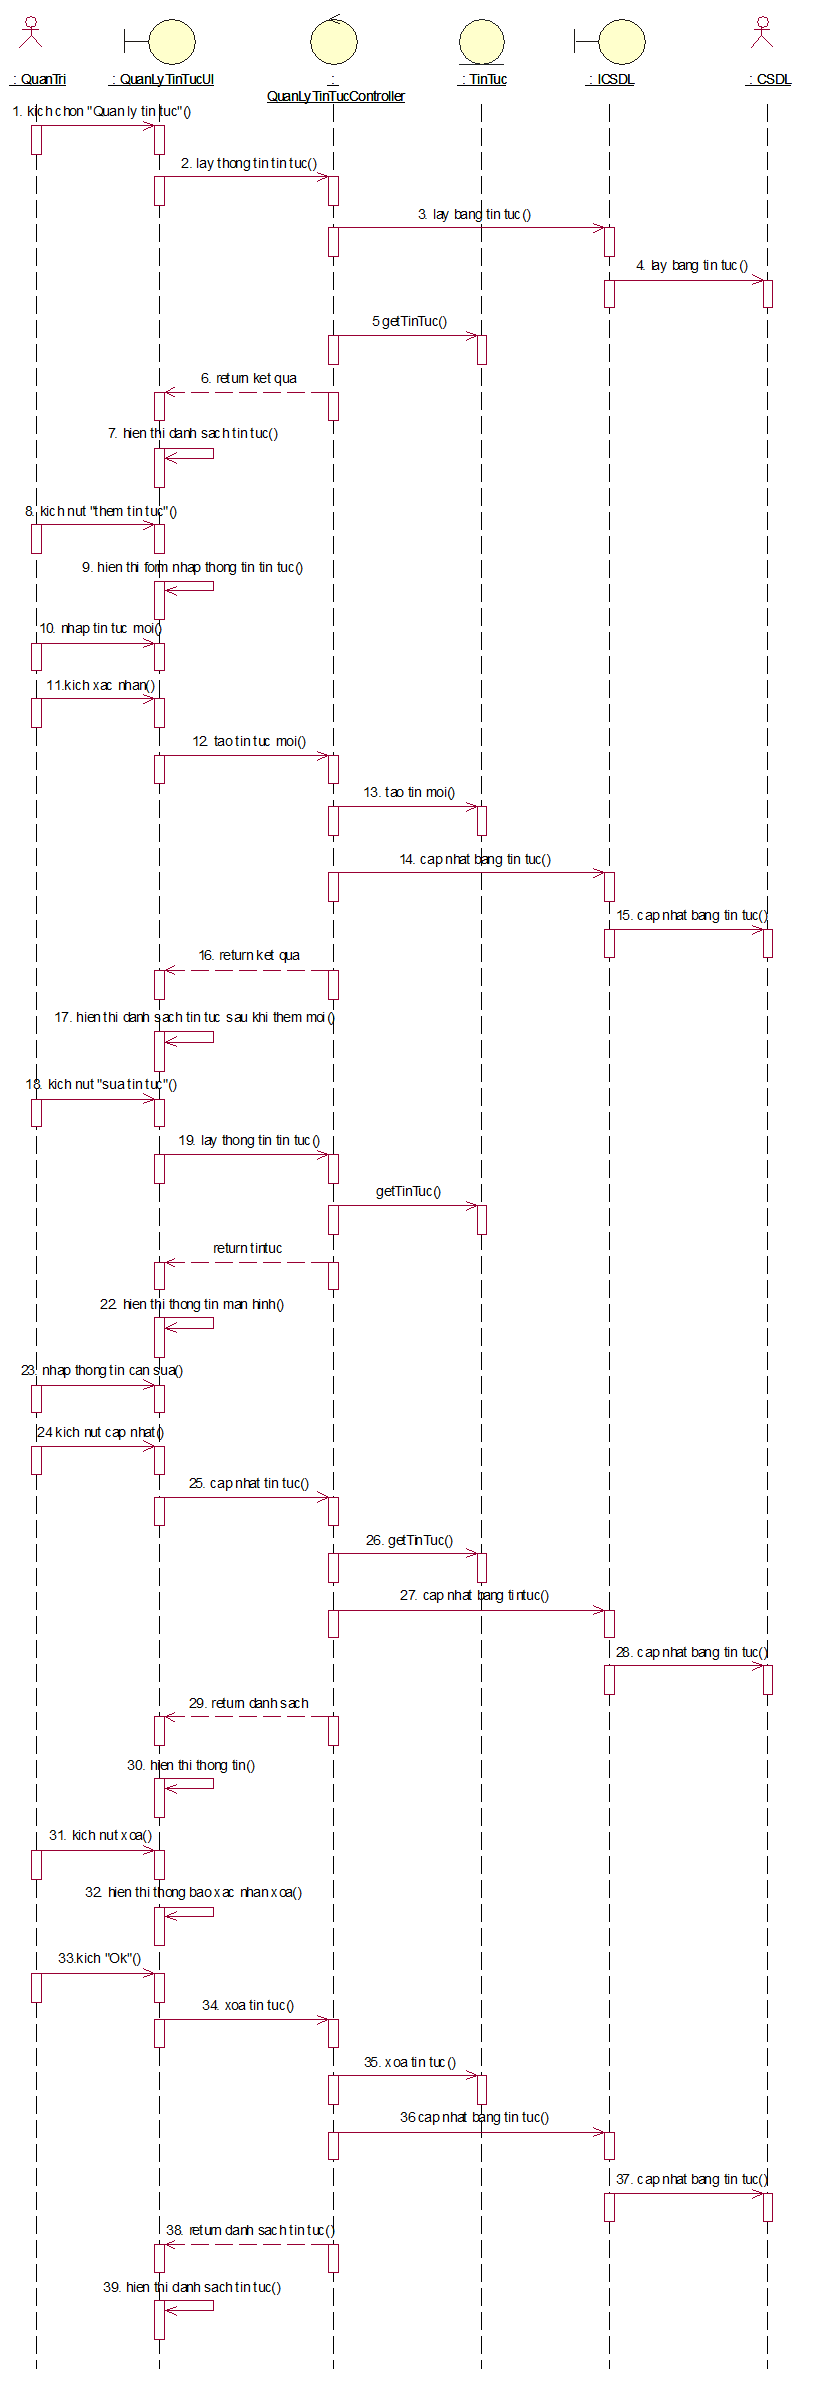 : QuanTri
: QuanLyTinTucUI
:
QuanLyTinTucController
: TinTuc
: ICSDL
: CSDL
1. kich chon "Quan ly tin tuc"()
2. lay thong tin tin tuc()
3. lay bang tin tuc()
4. lay bang tin tuc()
5 getTinTuc()
6. return ket qua
7. hien thi danh sach tin tuc()
8. kich nut "them tin tuc"()
9. hien thi form nhap thong tin tin tuc()
10. nhap tin tuc moi()
11.kich xac nhan()
12. tao tin tuc moi()
13. tao tin moi()
14. cap nhat bang tin tuc()
15. cap nhat bang tin tuc()
16. return ket qua
17. hien thi danh sach tin tuc sau khi them moi()
18. kich nut "sua tin tuc"()
19. lay thong tin tin tuc()
getTinTuc()
return tintuc
22. hien thi thong tin man hinh()
23. nhap thong tin can sua()
24 kich nut cap nhat()
25. cap nhat tin tuc()
26. getTinTuc()
27. cap nhat bang tintuc()
28. cap nhat bang tin tuc()
29. return danh sach
30. hien thi thong tin()
31. kich nut xoa()
32. hien thi thong bao xac nhan xoa()
33.kich "Ok"()
34. xoa tin tuc()
35. xoa tin tuc()
36 cap nhat bang tin tuc()
37. cap nhat bang tin tuc()
38. return danh sach tin tuc()
39. hien thi danh sach tin tuc()